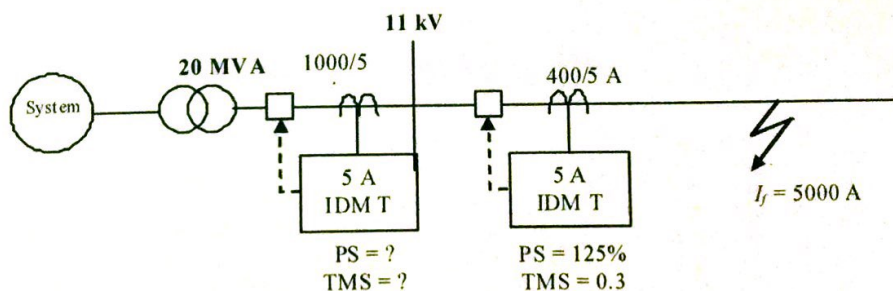 11 kV
20 MVA
1000/5
400/5 A
System
5 A
IDM T
5 A
IDM T
I_f = 5000 A
PS = ?
TMS = ?
PS = 125%
TMS = 0.3